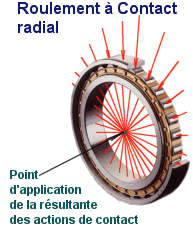 Roulement à Contact
radial
Point
d'application
de la résultante
des actions de contact